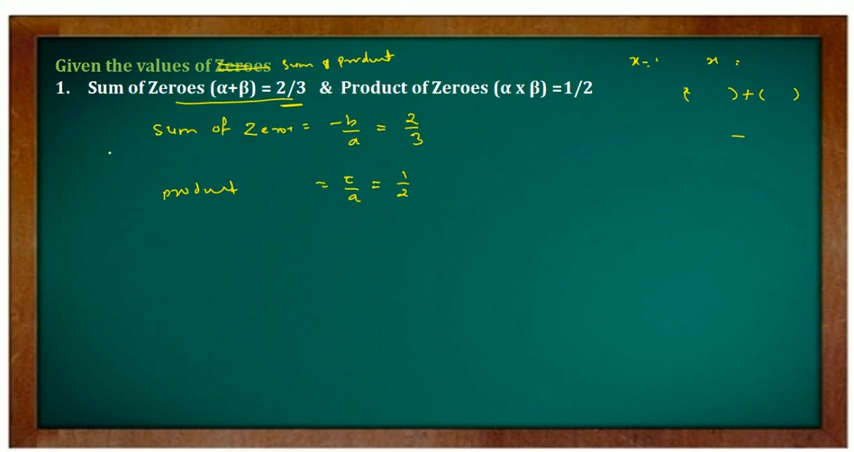 Given the values of Zeroes sum & product
1. Sum of Zeroes (α+β) = 2/3 & Product of Zeroes (α x β) =1/2
x = x =
( ) + ( )
sum of Zeros = -b/a = 2/3
product = c/a = 1/2